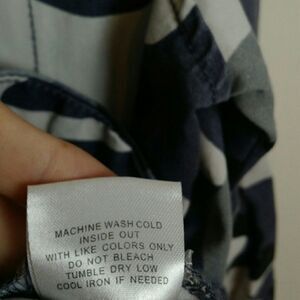 MACHINE WASH COLD
INSIDE OUT
WITH LIKE COLORS ONLY
DO NOT BLEACH
TUMBLE DRY LOW
COOL IRON IF NEEDED